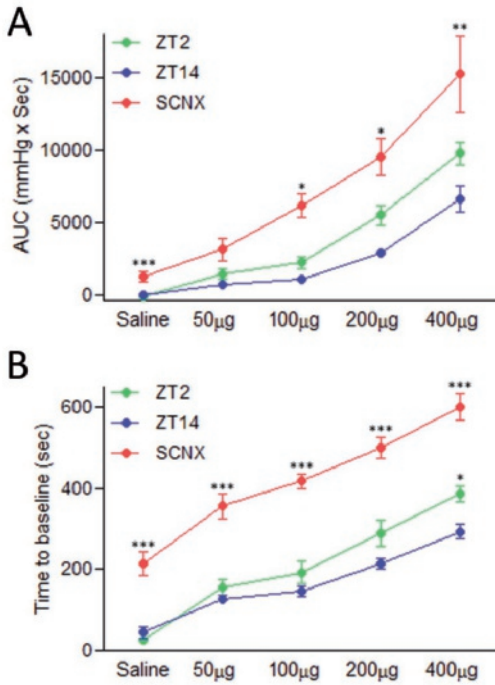 A
ZT2
ZT14
SCNX
AUC (mmHg x Sec)
15000
10000
5000
0
***
*
*
**
Saline
50µg
100µg
200µg
400µg
B
ZT2
ZT14
SCNX
Time to baseline (sec)
600
400
200
0
***
***
***
***
***
*
Saline
50µg
100µg
200µg
400µg